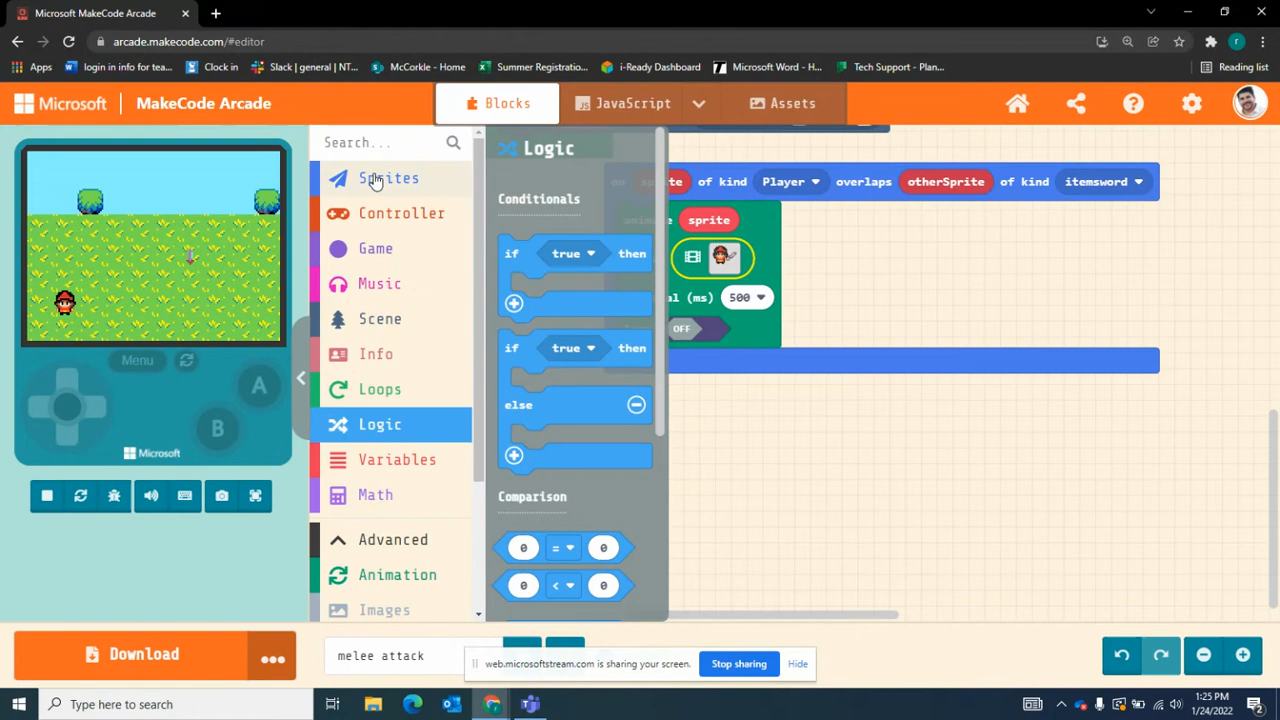 Microsoft MakeCode Arcade
arcade.makecode.com/#editor
Apps
login in info for tea...
Clock in
Slack | general | NT...
McCorkle - Home
Summer Registratio...
i-Ready Dashboard
Microsoft Word - Ha...
Tech Support - Plan...
Reading list
r
Microsoft
MakeCode Arcade
Blocks
JavaScript
Assets
Search...
Logic
Sprites
sprite of kind Player overlaps otherSprite of kind itemsword
Controller
Conditionals
sprite
Game
if true then
Music
al (ms) 500
Scene
OFF
if true then
Info
Menu
Loops
A
else
Logic
B
Microsoft
Variables
Math
Comparison
Advanced
0 = 0
Animation
0 < 0
Images
Download
melee attack
web.microsoftstream.com is sharing your screen.
Stop sharing
Hide
Type here to search
1:25 PM
1/24/2022
2